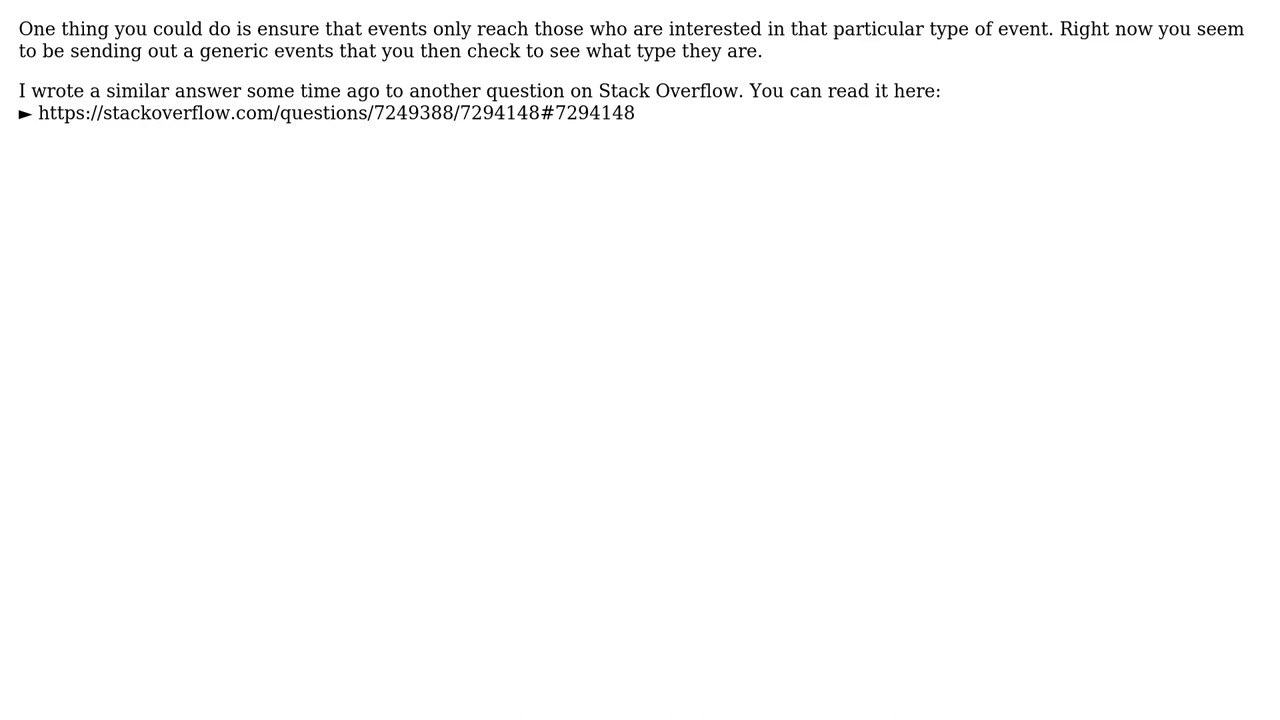 One thing you could do is ensure that events only reach those who are interested in that particular type of event. Right now you seem
to be sending out a generic events that you then check to see what type they are.
I wrote a similar answer some time ago to another question on Stack Overflow. You can read it here:
► https://stackoverflow.com/questions/7249388/7294148#7294148